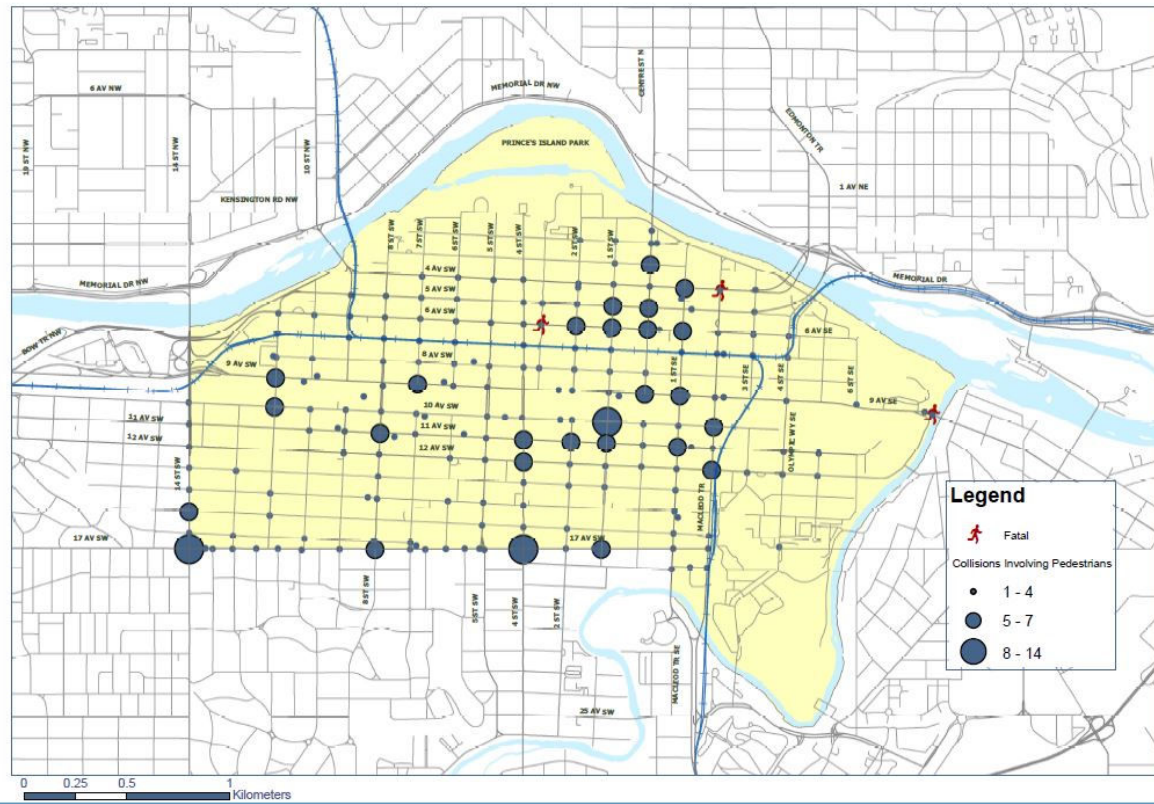 6 AV NW
MEMORIAL DR NW
CENTRE ST N
EDMONTON TR
PRINCE'S ISLAND PARK
14 ST NW
10 ST NW
1 AV NE
KENSINGTON RD NW
8 ST SW
7 ST SW
6 ST SW
5 ST SW
4 ST SW
2 ST SW
1 ST SW
4 AV SW
MEMORIAL DR NW
MEMORIAL DR
5 AV SW
6 AV SW
BOW TR NW
6 AV SE
8 AV SW
9 AV SW
1 ST SE
3 ST SE
4 ST SE
6 ST SE
9 AV SE
10 AV SW
11 AV SW
11 AV SW
12 AV SW
12 AV SW
OLYMPIC WY SE
14 ST SW
MACLEOD TR
17 AV SW
17 AV SW
8 ST SW
5 ST SW
4 ST SW
2 ST SW
MACLEOD TR SE
25 AV SW
Legend
Fatal
Collisions Involving Pedestrians
1 - 4
5 - 7
8 - 14
0 0.25 0.5 1
Kilometers